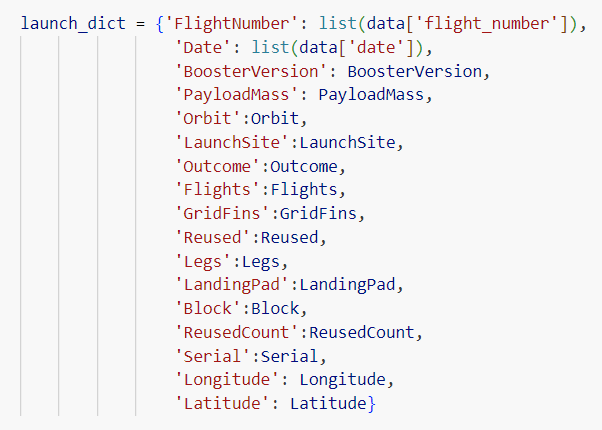 launch_dict = {'FlightNumber': list(data['flight_number']),
'Date': list(data['date']),
'BoosterVersion': BoosterVersion,
'PayloadMass': PayloadMass,
'Orbit':Orbit,
'LaunchSite':LaunchSite,
'Outcome':Outcome,
'Flights':Flights,
'GridFins':GridFins,
'Reused':Reused,
'Legs':Legs,
'LandingPad':LandingPad,
'Block':Block,
'ReusedCount':ReusedCount,
'Serial':Serial,
'Longitude': Longitude,
'Latitude': Latitude}